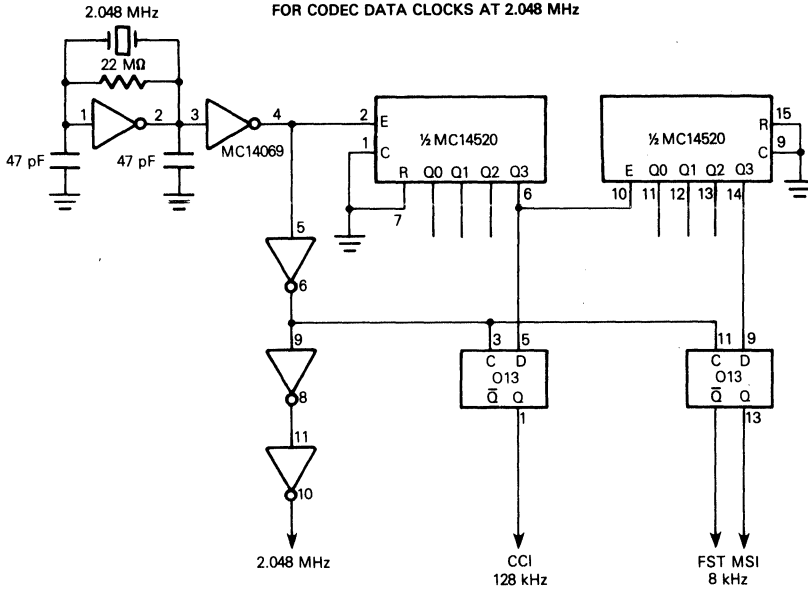 FOR CODEC DATA CLOCKS AT 2.048 MHz
2.048 MHz
22 MΩ
1
2
3
4
MC14069
47 pF
47 pF
2
E
1
C
½ MC14520
R
Q0
Q1
Q2
Q3
7
6
½ MC14520
R
15
C
9
E
Q0
Q1
Q2
Q3
10
11
12
13
14
5
6
9
8
11
10
3
5
C
D
O13
Q̅
Q
1
11
9
C
D
O13
Q̅
Q
13
2.048 MHz
CCI
128 kHz
FST MSI
8 kHz